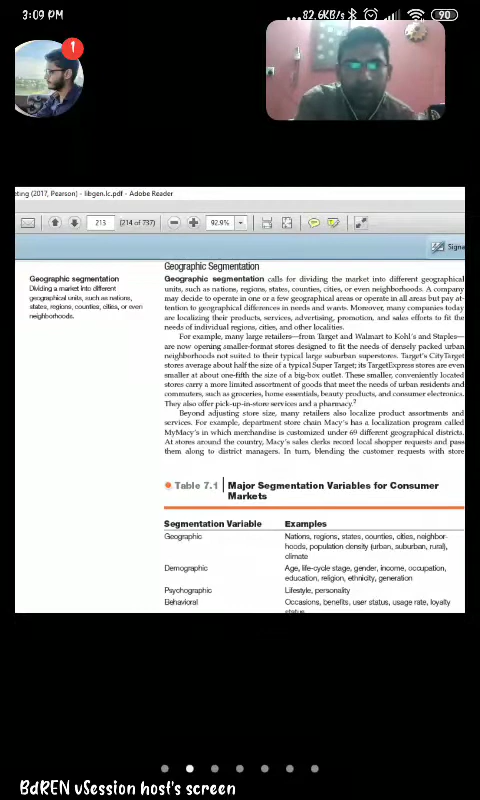 3:09 PM
...82.6KB/s 90
eting (2017, Pearson) - libgen.lc.pdf - Adobe Reader
213 (214 of 737) 92.9%
Signe
Geographic segmentation
Dividing a market into different
geographical units, such as nations,
states, regions, counties, cities, or even
neighborhoods.
Geographic Segmentation
Geographic segmentation calls for dividing the market into different geographical
units, such as nations, regions, states, counties, cities, or even neighborhoods. A company
may decide to operate in one or a few geographical areas or operate in all areas but pay at-
tention to geographical differences in needs and wants. Moreover, many companies today
are localizing their products, services, advertising, promotion, and sales efforts to fit the
needs of individual regions, cities, and other localities.
For example, many large retailers—from Target and Walmart to Kohl's and Staples—
are now opening smaller-format stores designed to fit the needs of densely packed urban
neighborhoods not suited to their typical large suburban superstores. Target's CityTarget
stores average about half the size of a typical Super Target; its TargetExpress stores are even
smaller at about one-fifth the size of a big-box outlet. These smaller, conveniently located
stores carry a more limited assortment of goods that meet the needs of urban residents and
commuters, such as groceries, home essentials, beauty products, and consumer electronics.
They also offer pick-up-in-store services and a pharmacy.²
Beyond adjusting store size, many retailers also localize product assortments and
services. For example, department store chain Macy's has a localization program called
MyMacy's in which merchandise is customized under 69 different geographical districts.
At stores around the country, Macy's sales clerks record local shopper requests and pass
them along to district managers. In turn, blending the customer requests with store
Table 7.1 | Major Segmentation Variables for Consumer
Markets
Segmentation Variable Examples
Geographic Nations, regions, states, counties, cities, neighbor-
hoods, population density (urban, suburban, rural),
climate
Demographic Age, life-cycle stage, gender, income, occupation,
education, religion, ethnicity, generation
Psychographic Lifestyle, personality
Behavioral Occasions, benefits, user status, usage rate, loyalty
status
BdREN vSession host's screen